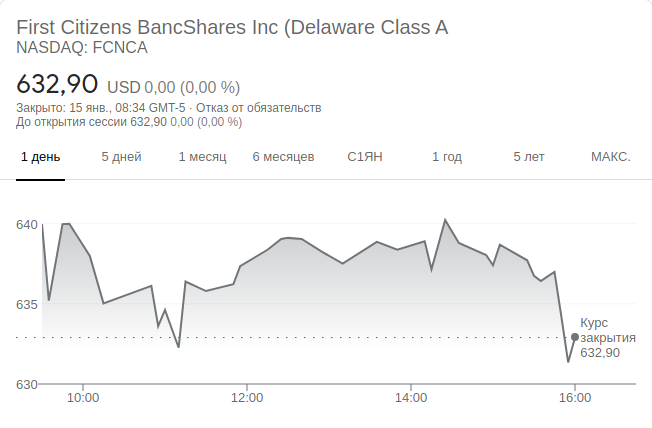 First Citizens BancShares Inc (Delaware Class A
NASDAQ: FCNCA
632,90 USD 0,00 (0,00 %)
Закрыто: 15 янв., 08:34 GMT-5 · Отказ от обязательств
До открытия сессии 632,90 0,00 (0,00 %)
1 день 5 дней 1 месяц 6 месяцев С1ЯН 1 год 5 лет МАКС.
640
635
Курс
закрытия
632,90
630
10:00 12:00 14:00 16:00